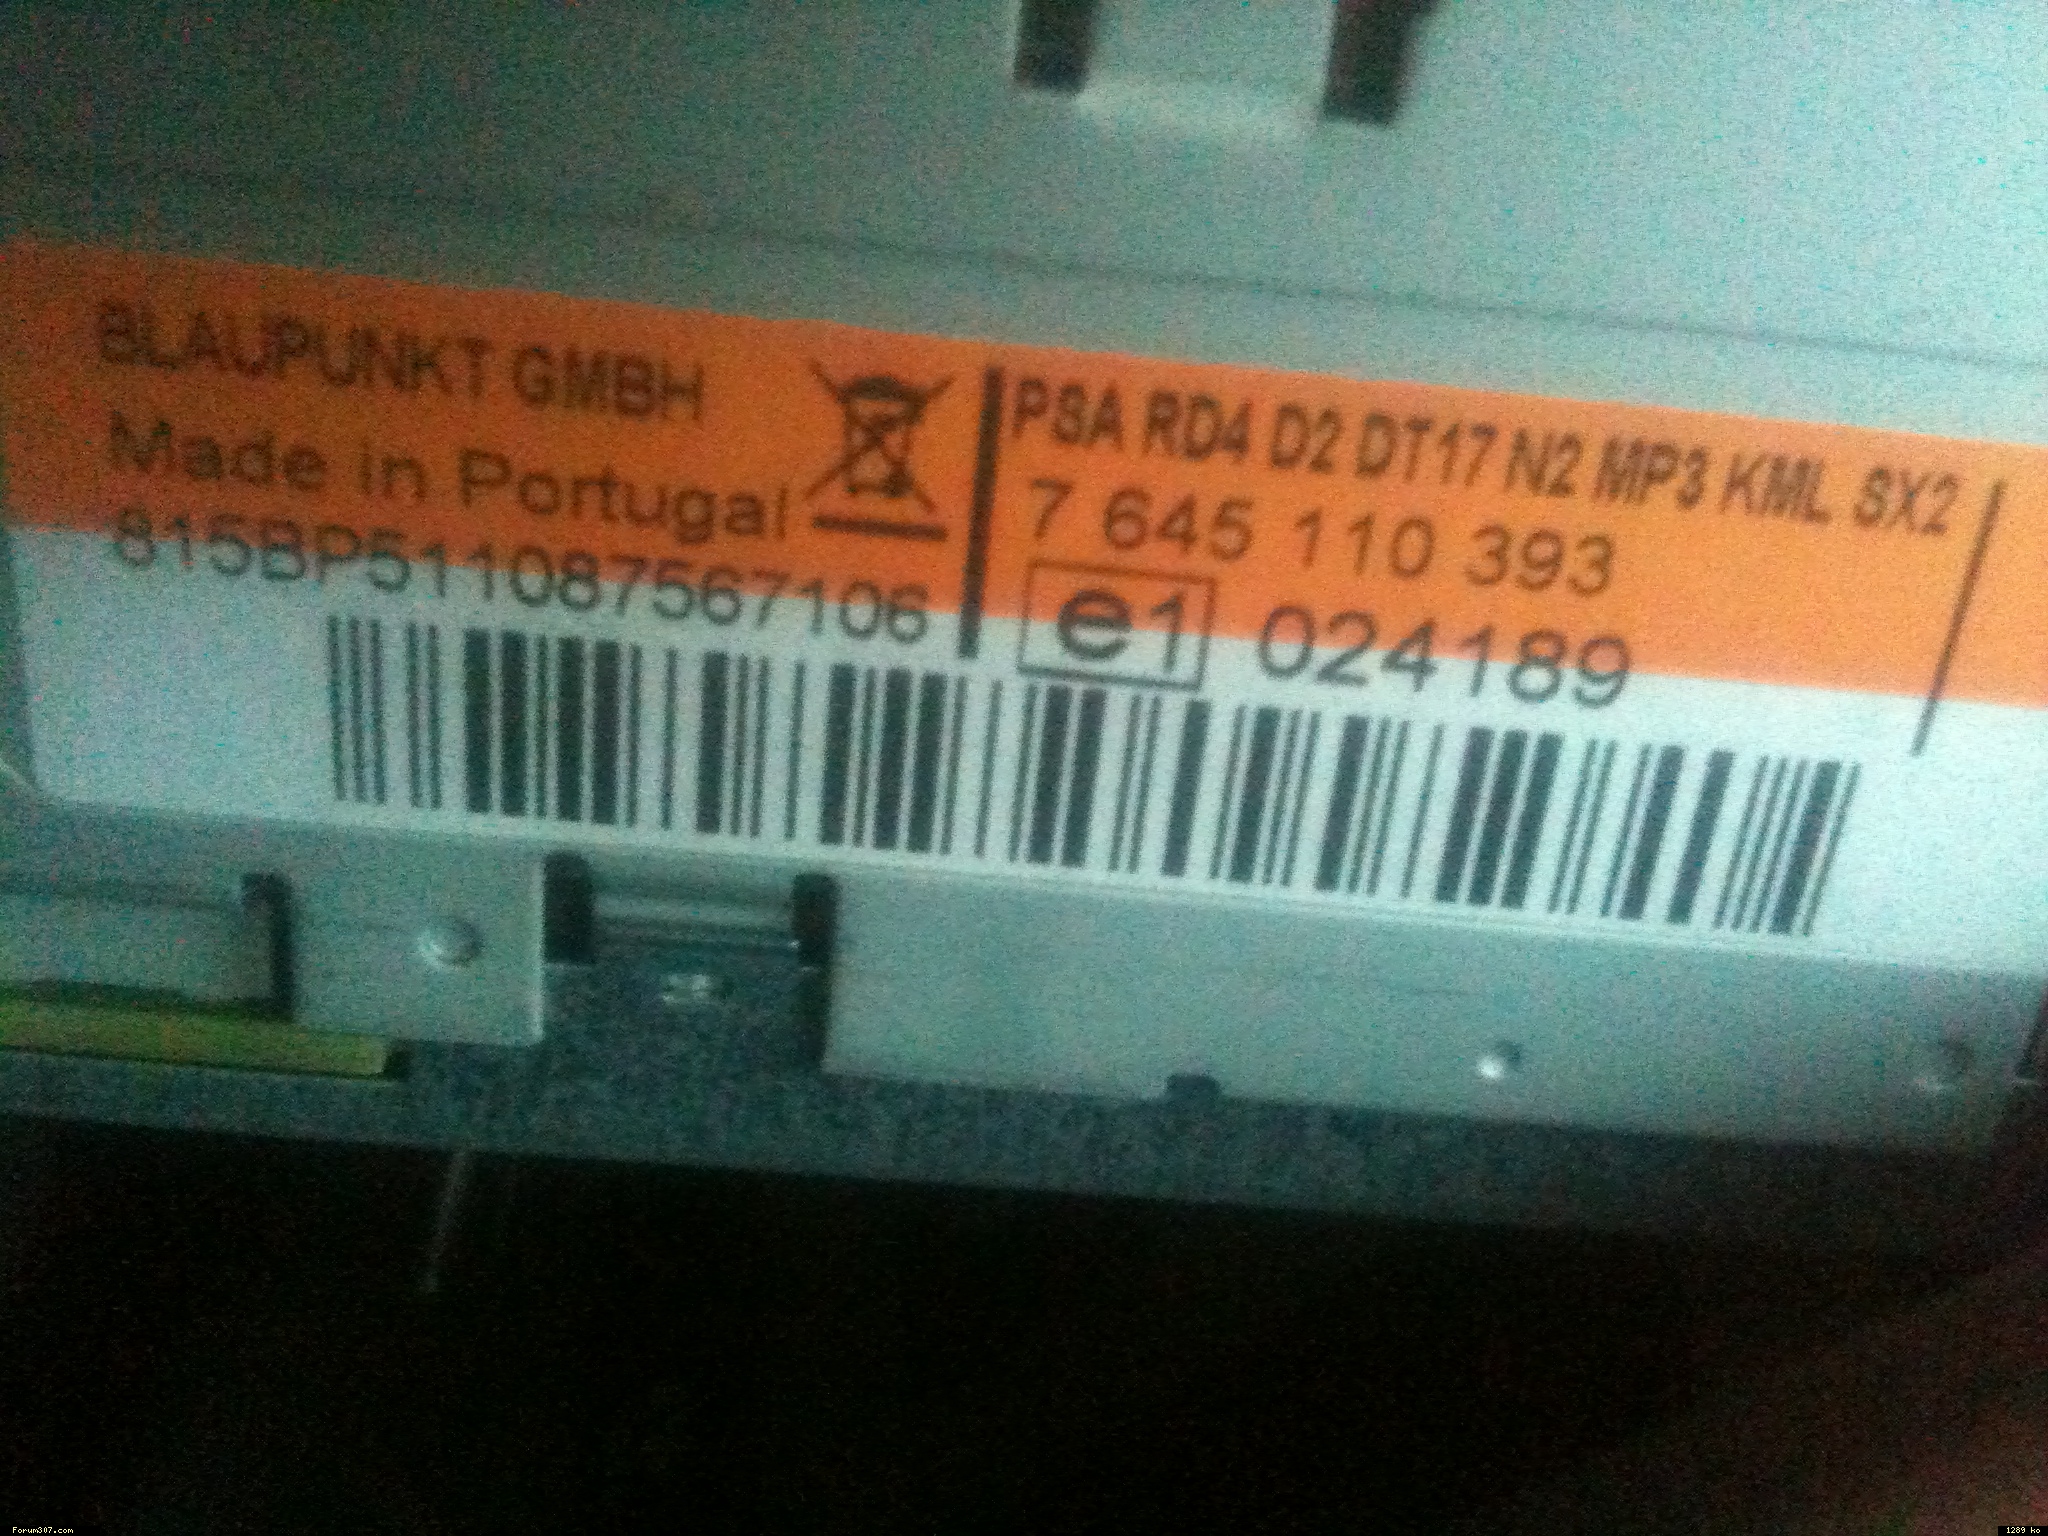 BLAUPUNKT GMBH
Made in Portugal
815BP511087567106
PSA RD4 D2 DT17 N2 MP3 KML SX2
7 645 110 393
e1 024189
Forum307.com
1289 ko